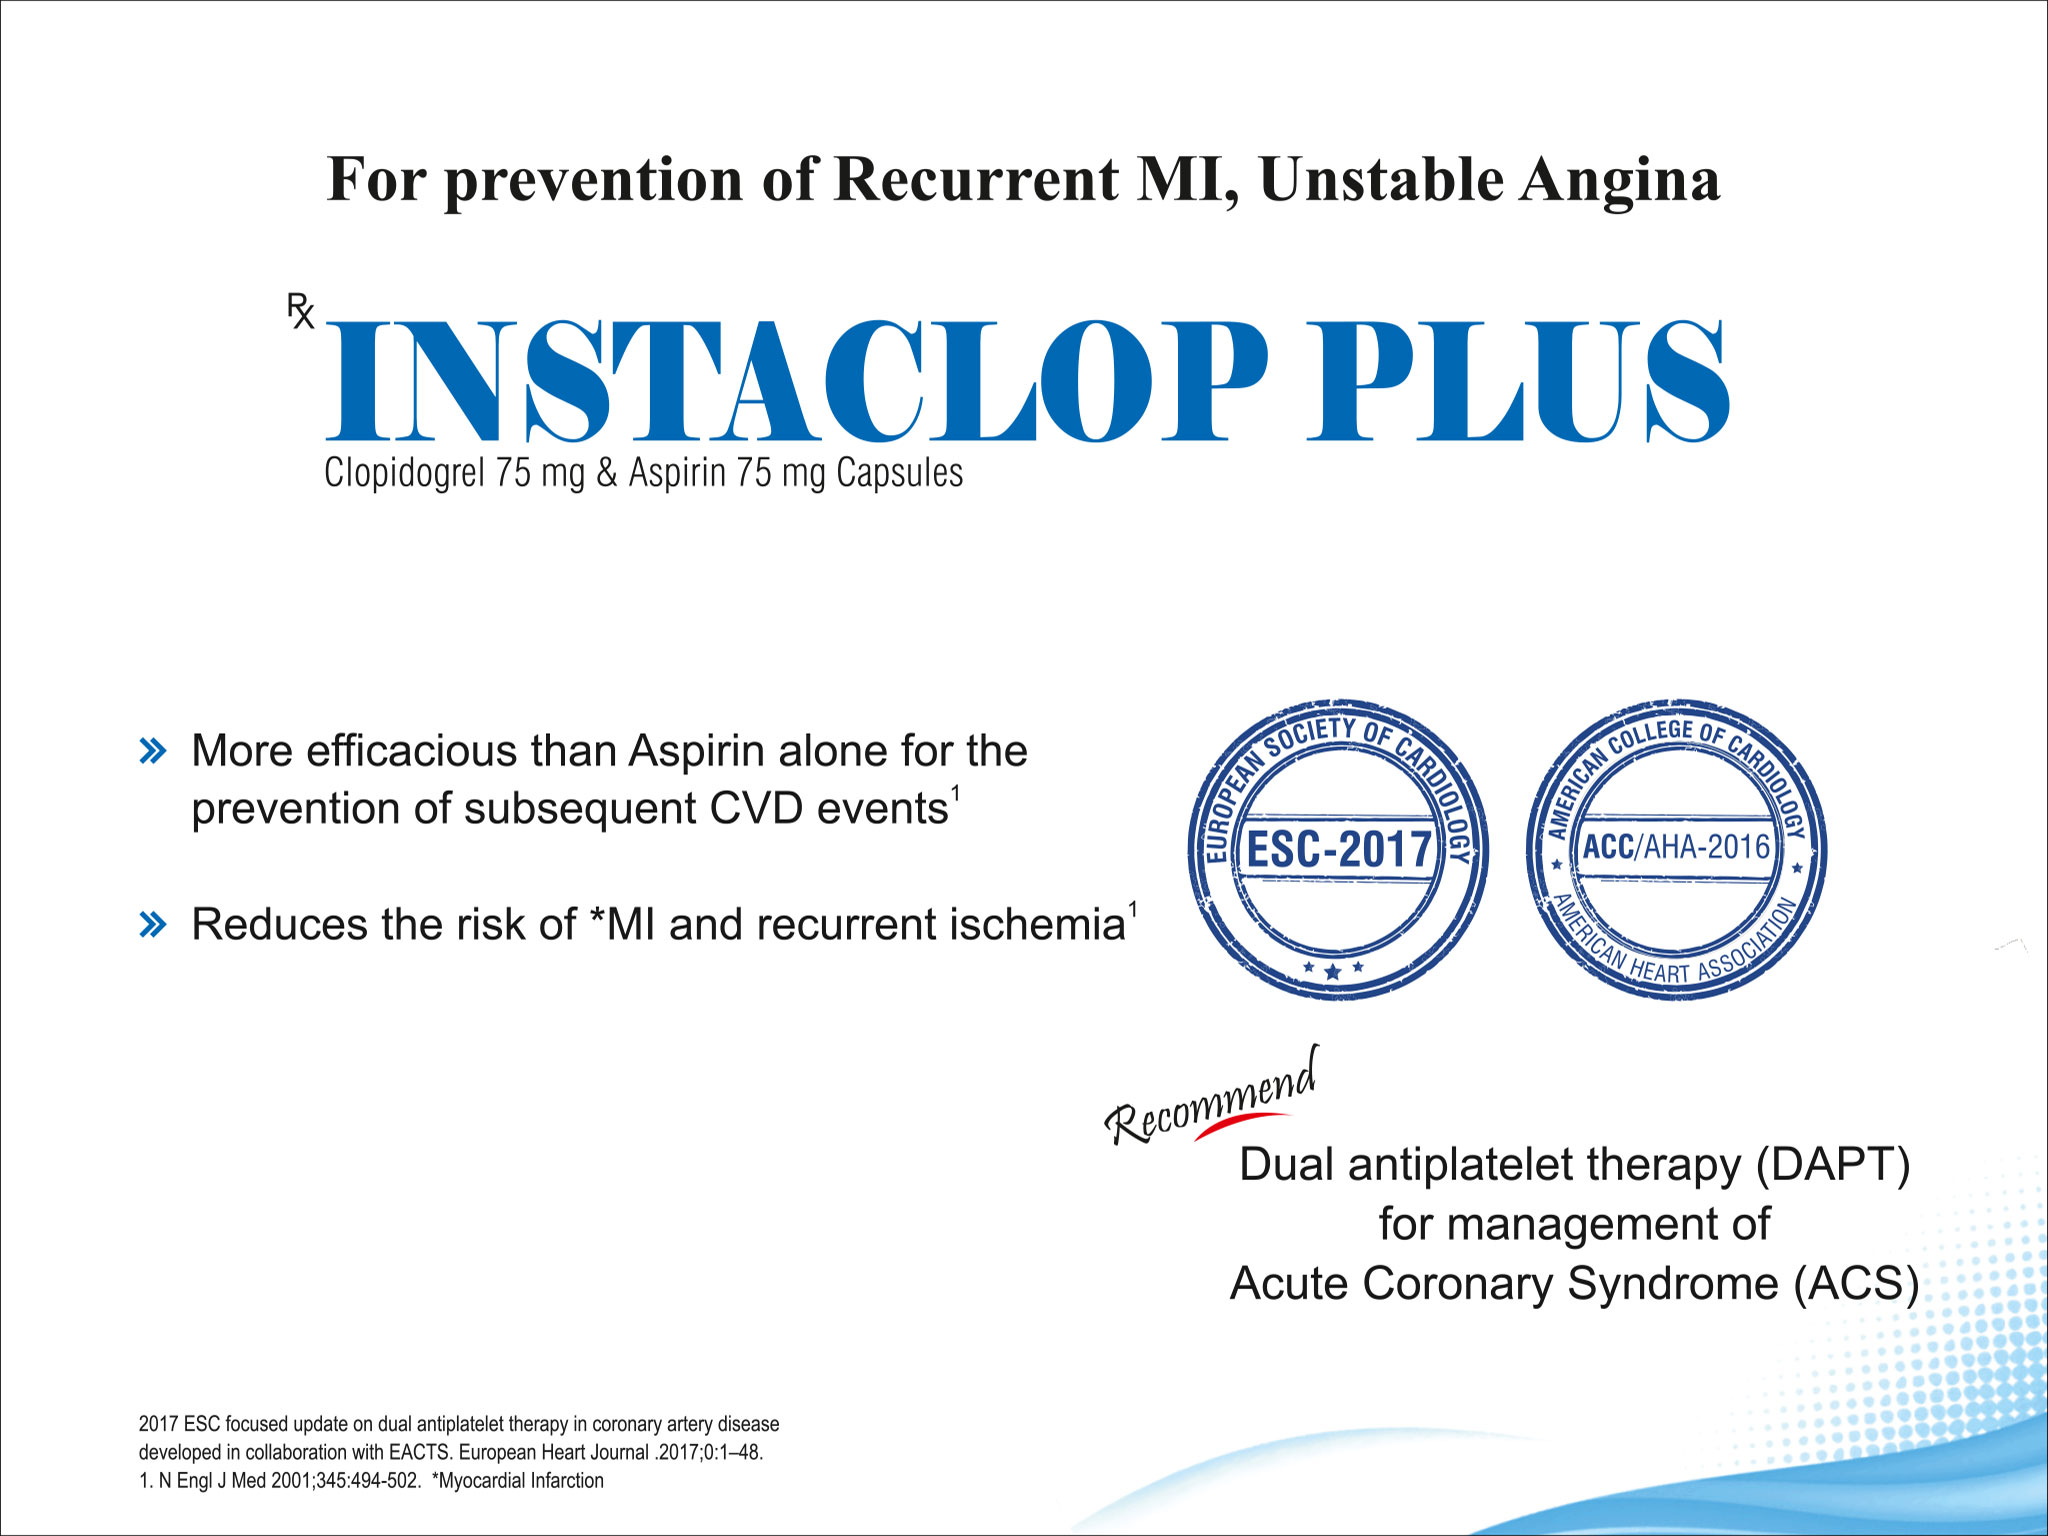 For prevention of Recurrent MI, Unstable Angina
Rx
INSTACLOP PLUS
Clopidogrel 75 mg & Aspirin 75 mg Capsules
» More efficacious than Aspirin alone for the
prevention of subsequent CVD events¹
» Reduces the risk of *MI and recurrent ischemia¹
EUROPEAN SOCIETY OF CARDIOLOGY
ESC-2017
AMERICAN COLLEGE OF CARDIOLOGY
ACC/AHA-2016
AMERICAN HEART ASSOCIATION
Recommend
Dual antiplatelet therapy (DAPT)
for management of
Acute Coronary Syndrome (ACS)
2017 ESC focused update on dual antiplatelet therapy in coronary artery disease
developed in collaboration with EACTS. European Heart Journal .2017;0:1–48.
1. N Engl J Med 2001;345:494-502. *Myocardial Infarction